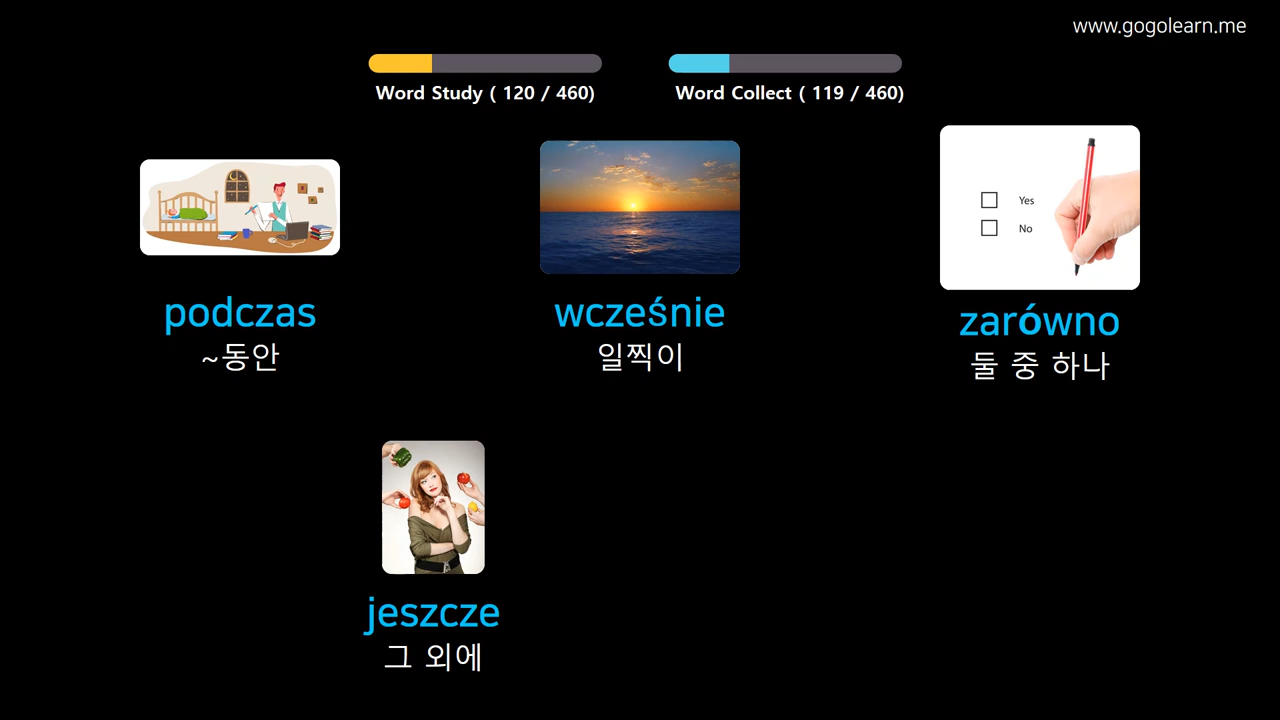 www.gogolearn.me
Word Study ( 120 / 460)
Word Collect ( 119 / 460)
Yes
No
podczas
~동안
wcześnie
일찍이
zarówno
둘 중 하나
jeszcze
그 외에